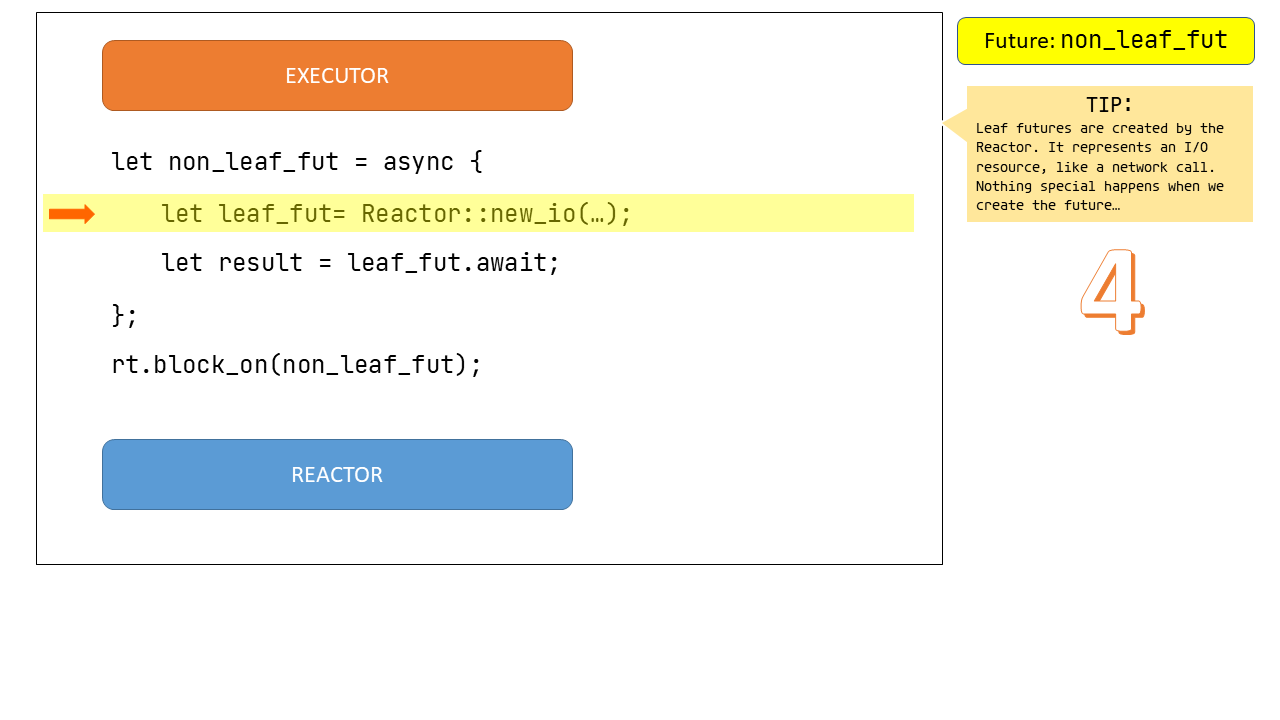 EXECUTOR
let non_leaf_fut = async {
let leaf_fut= Reactor::new_io(…);
let result = leaf_fut.await;
};
rt.block_on(non_leaf_fut);
REACTOR
Future: non_leaf_fut
TIP:
Leaf futures are created by the
Reactor. It represents an I/O
resource, like a network call.
Nothing special happens when we
create the future…
4